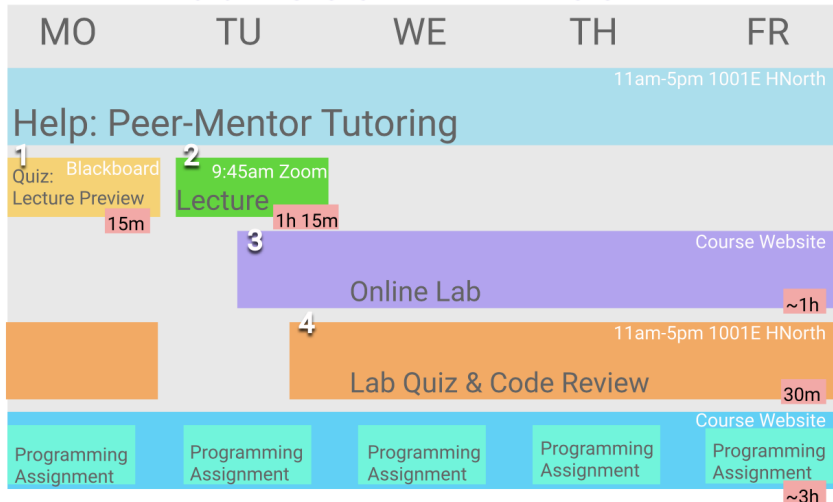 MO TU WE TH FR
11am-5pm 1001E HNorth
Help: Peer-Mentor Tutoring
1
Blackboard
Quiz:
Lecture Preview
15m
2
9:45am Zoom
Lecture
1h 15m
3
Course Website
Online Lab
~1h
4
11am-5pm 1001E HNorth
Lab Quiz & Code Review
30m
Course Website
Programming
Assignment
Programming
Assignment
Programming
Assignment
Programming
Assignment
Programming
Assignment
~3h